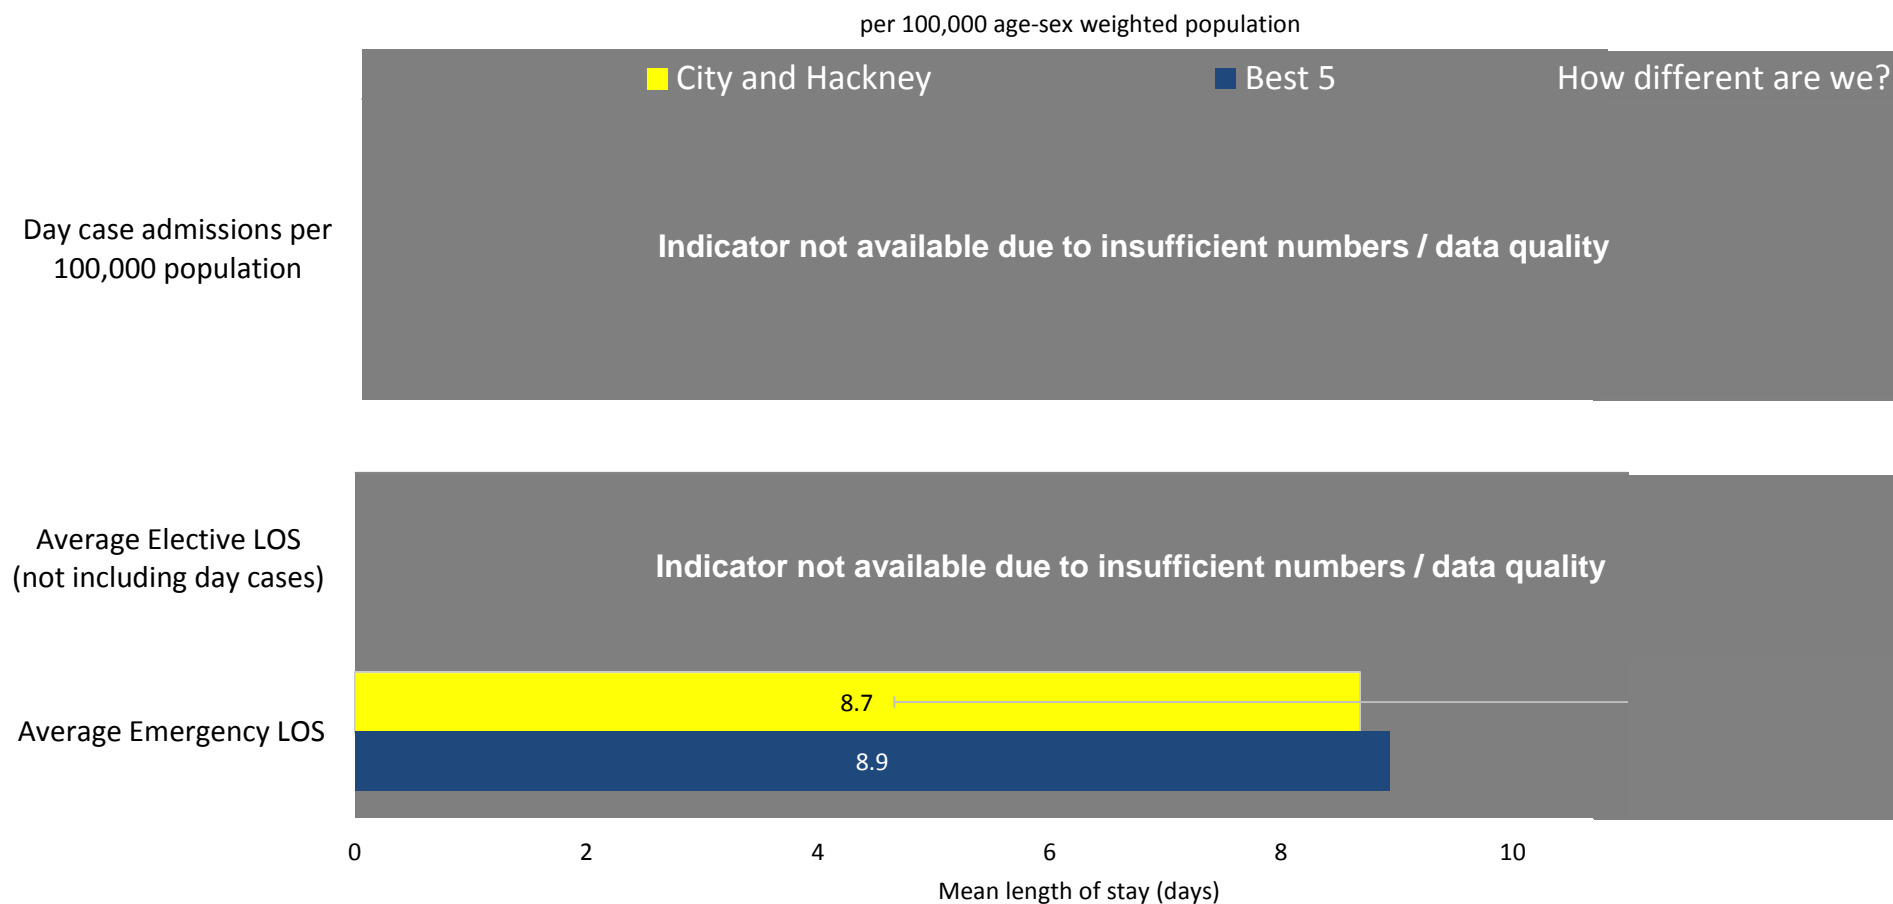 per 100,000 age-sex weighted population
City and Hackney
Best 5
How different are we?
Day case admissions per
100,000 population
Indicator not available due to insufficient numbers / data quality
Average Elective LOS
(not including day cases)
Indicator not available due to insufficient numbers / data quality
Average Emergency LOS
8.7
8.9
0 2 4 6 8 10
Mean length of stay (days)